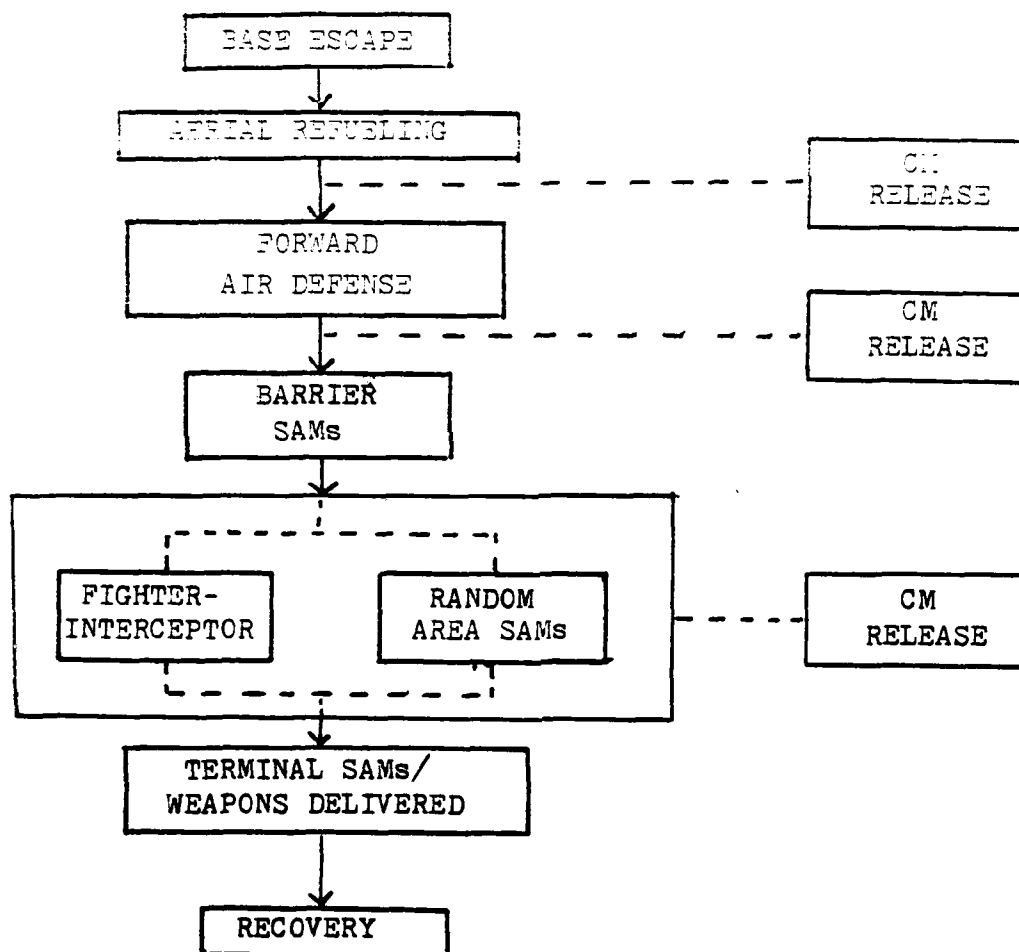 BASE ESCAPE
AERIAL REFUELING
CM
RELEASE
FORWARD
AIR DEFENSE
CM
RELEASE
BARRIER
SAMs
FIGHTER-
INTERCEPTOR
RANDOM
AREA SAMs
CM
RELEASE
TERMINAL SAMs/
WEAPONS DELIVERED
RECOVERY